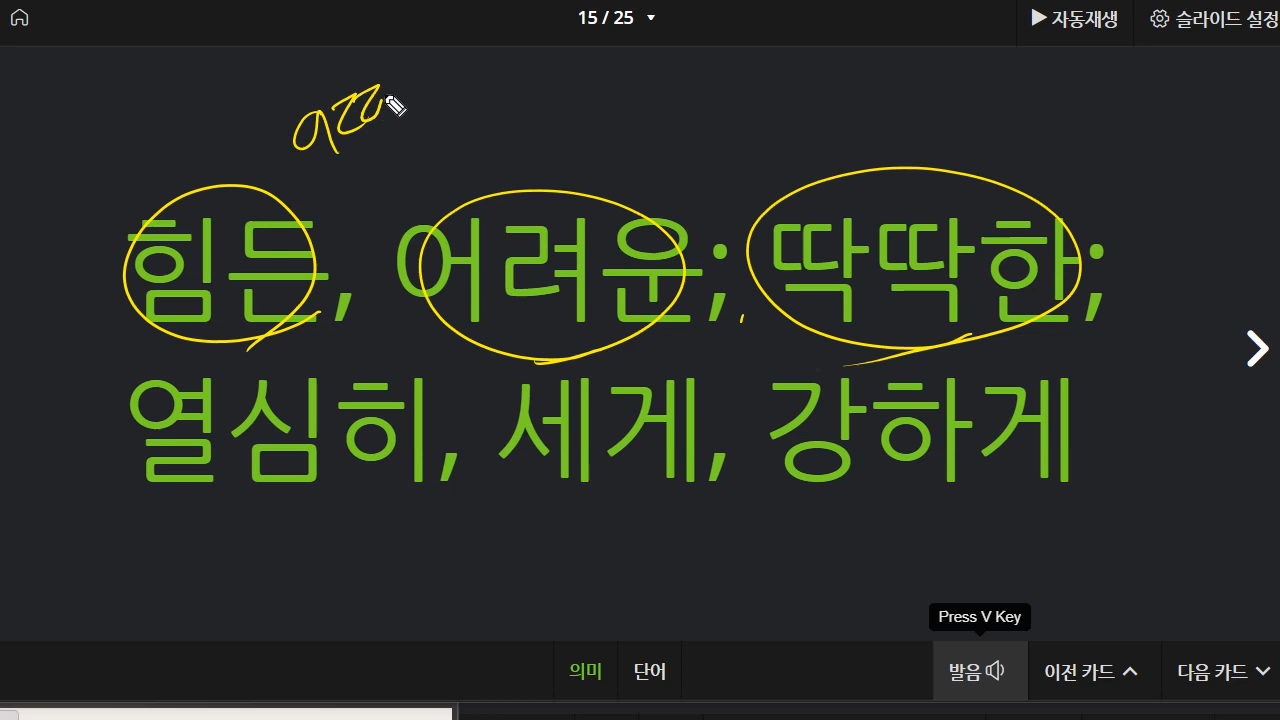 15 / 25
자동재생
슬라이드 설정
힘든, 어려운; 딱딱한;
열심히, 세게, 강하게
Press V Key
의미
단어
발음
이전 카드
다음 카드